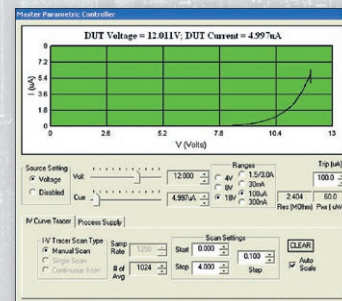 Master Parametric Controller
DUT Voltage = 12.011V; DUT Current = 4.997uA
9
7.2
5.4
3.6
1.8
0
I (uA)
0 2.6 5.2 7.8 10.4 13
V (Volts)
Source Setting
Voltage
Disabled
Volt 12.000
Curr 4.997uA
Ranges
4V 1.5/3.0A
8V 30mA
18V 100uA
300nA
Trip (uA)
100.0
2.404 60.0
Res (MOhm) Pwr (uW)
IV Curve Tracer Process Supply
I-V Tracer Scan Type
Manual Scan
Single Scan
Continuous Scan
Samp Rate 1250
# of Avg 1024
Scan Settings
Start 0.000
Stop 4.000
0.100
Step
CLEAR
Auto Scale